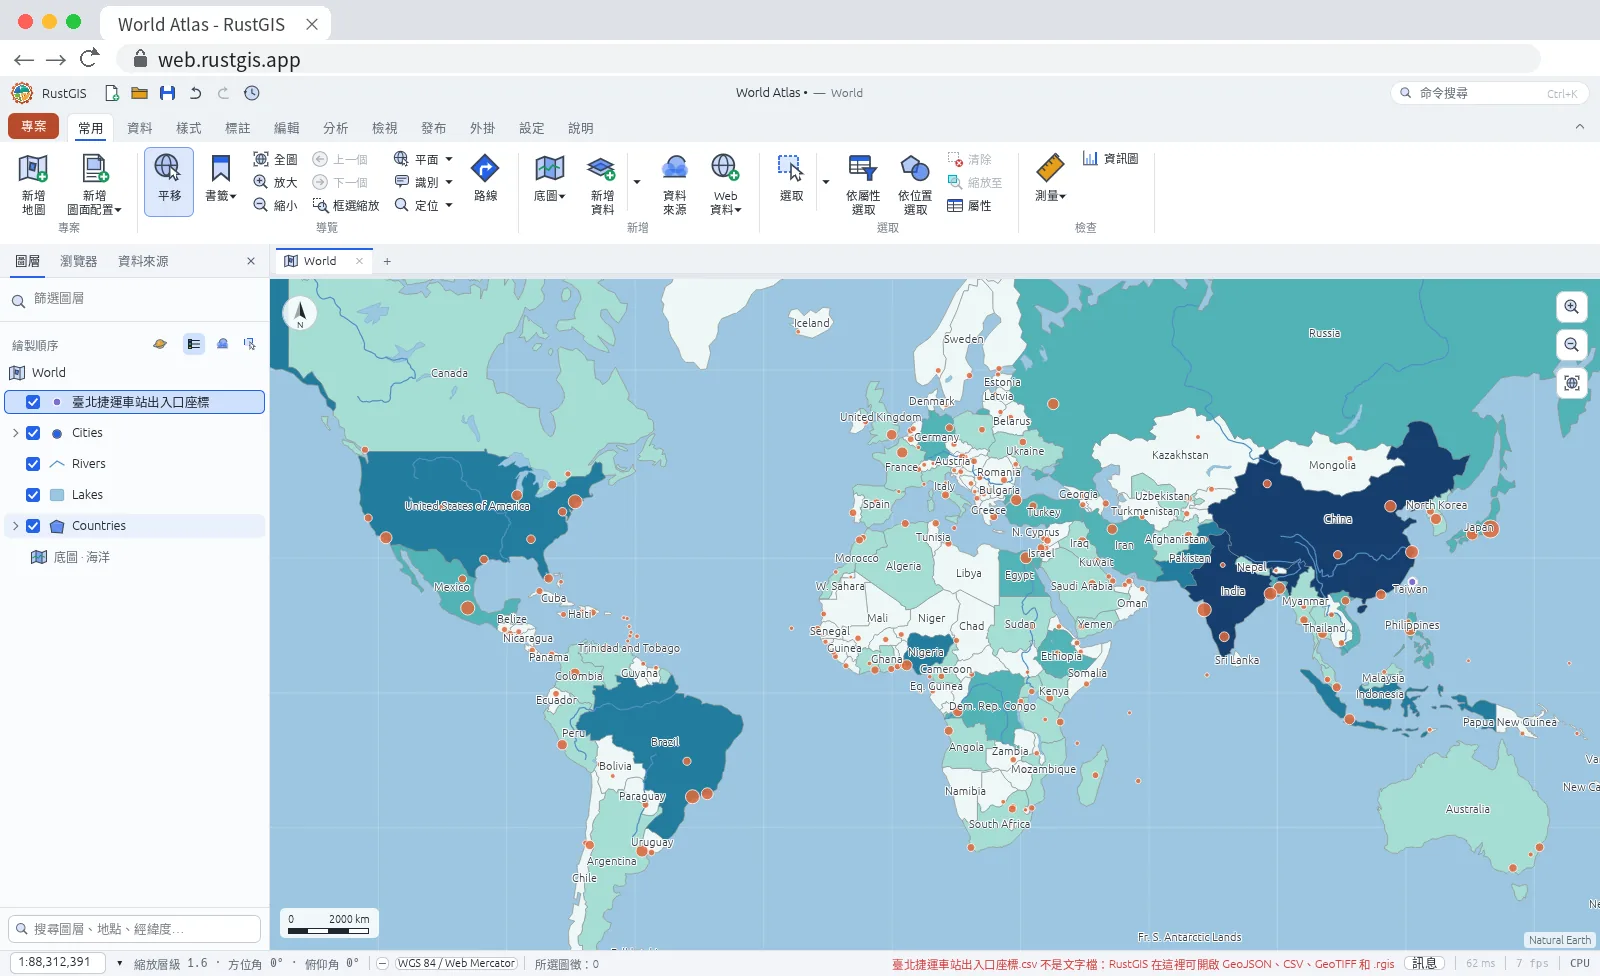 World Atlas - RustGIS
web.rustgis.app
RustGIS
World Atlas • — World
命令搜尋 Ctrl+K
專案 常用 資料 樣式 標註 編輯 分析 檢視 發布 外掛 設定 說明
新增地圖
新增圖面配置
專案
平移
書籤
全圖
放大
縮小
上一個
下一個
框選縮放
平面
識別
定位
路線
導覽
底圖
新增資料
資料來源
Web 資料
新增
選取
依屬性選取
依位置選取
清除
縮放至
屬性
選取
測量
資訊圖
檢查
圖層 瀏覽器 資料來源
World
篩選圖層
繪製順序
World
臺北捷運車站出入口座標
Cities
Rivers
Lakes
Countries
底圖 · 海洋
搜尋圖層、地點、經緯度…
N
Iceland
Russia
Sweden
Canada
Estonia
Latvia
Denmark
United Kingdom
Belarus
Germany
Ukraine
Kazakhstan
Austria
France
Mongolia
Romania
Italy
Bulgaria
Georgia
Uzbekistan
United States of America
Spain
Greece
Turkey
Turkmenistan
North Korea
China
Japan
Tunisia
N. Cyprus
Iraq
Iran
Afghanistan
Israel
Morocco
Algeria
Libya
Egypt
Kuwait
Pakistan
Nepal
Mexico
W. Sahara
Saudi Arabia
India
Taiwan
Cuba
Oman
Myanmar
Haiti
Belize
Mali
Niger
Chad
Sudan
Yemen
Thailand
Philippines
Nicaragua
Senegal
Trinidad and Tobago
Guinea
Ghana
Nigeria
Ethiopia
Panama
Sri Lanka
Cameroon
Somalia
Colombia
Guyana
Malaysia
Eq. Guinea
Kenya
Indonesia
Ecuador
Dem. Rep. Congo
Papua New Guinea
Peru
Brazil
Angola
Zambia
Bolivia
Mozambique
Namibia
Paraguay
Australia
South Africa
Uruguay
Argentina
Chile
Fr. S. Antarctic Lands
Va
New Ca
Ne
0 2000 km
Natural Earth
1:88,312,391
縮放層級 1.6 · 方位角 0° · 俯仰角 0°
WGS 84 / Web Mercator
所選圖徵：0
臺北捷運車站出入口座標.csv 不是文字檔：RustGIS 在這裡可開啟 GeoJSON、CSV、GeoTIFF 和 .rgis
訊息
62 ms
7 fps
CPU